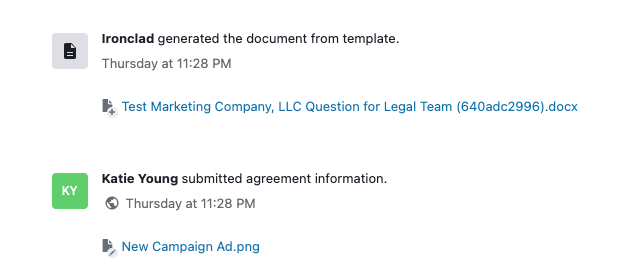 Ironclad generated the document from template.
Thursday at 11:28 PM
Test Marketing Company, LLC Question for Legal Team (640adc2996).docx
KY
Katie Young submitted agreement information.
Thursday at 11:28 PM
New Campaign Ad.png